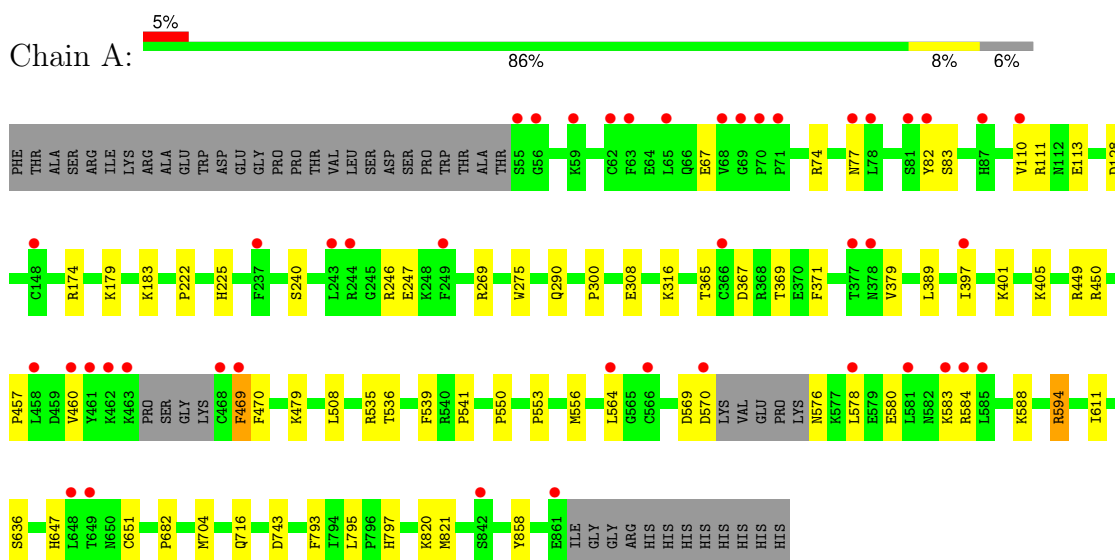 5%
Chain A:
86% 8% 6%
PHE THR ALA SER ARG ILE LYS ARG ALA GLU TRP ASP GLU GLY PRO PRO THR VAL LEU SER ASP SER PRO TRP THR ALA THR S55 G56 K59 C62 F63 E64 L65 Q66 E67 V68 G69 P70 P71 R74 N77 L78 S81 Y82 S83 H87 V110 R111 N112 E113
C148 R174 K179 K183 P222 H225 F237 S240 L243 R244 G245 R246 E247 K248 F249 R269 W275 Q290 P300 E308 K316 T365 C366 D367 R368 T369 E370 F371 T377 N378 V379 L389 I397 K401 K405 R449 R450
P457 L458 D459 V460 Y461 K462 K463 PRO SER GLY LYS C468 F469 F470 K479 L508 R535 T536 F539 R540 P541 P550 P553 M556 L564 G565 C566 D569 D570 LYS VAL GLU PRO LYS N576 K577 L578 E579 E580 L581 N582 K583 R584 L585 K588 R594 I611
S636 H647 L648 T649 N650 C651 P682 M704 Q716 D743 F793 I794 L795 P796 H797 K820 M821 S842 Y858 E861 ILE GLY GLY ARG HIS HIS HIS HIS HIS HIS HIS HIS HIS